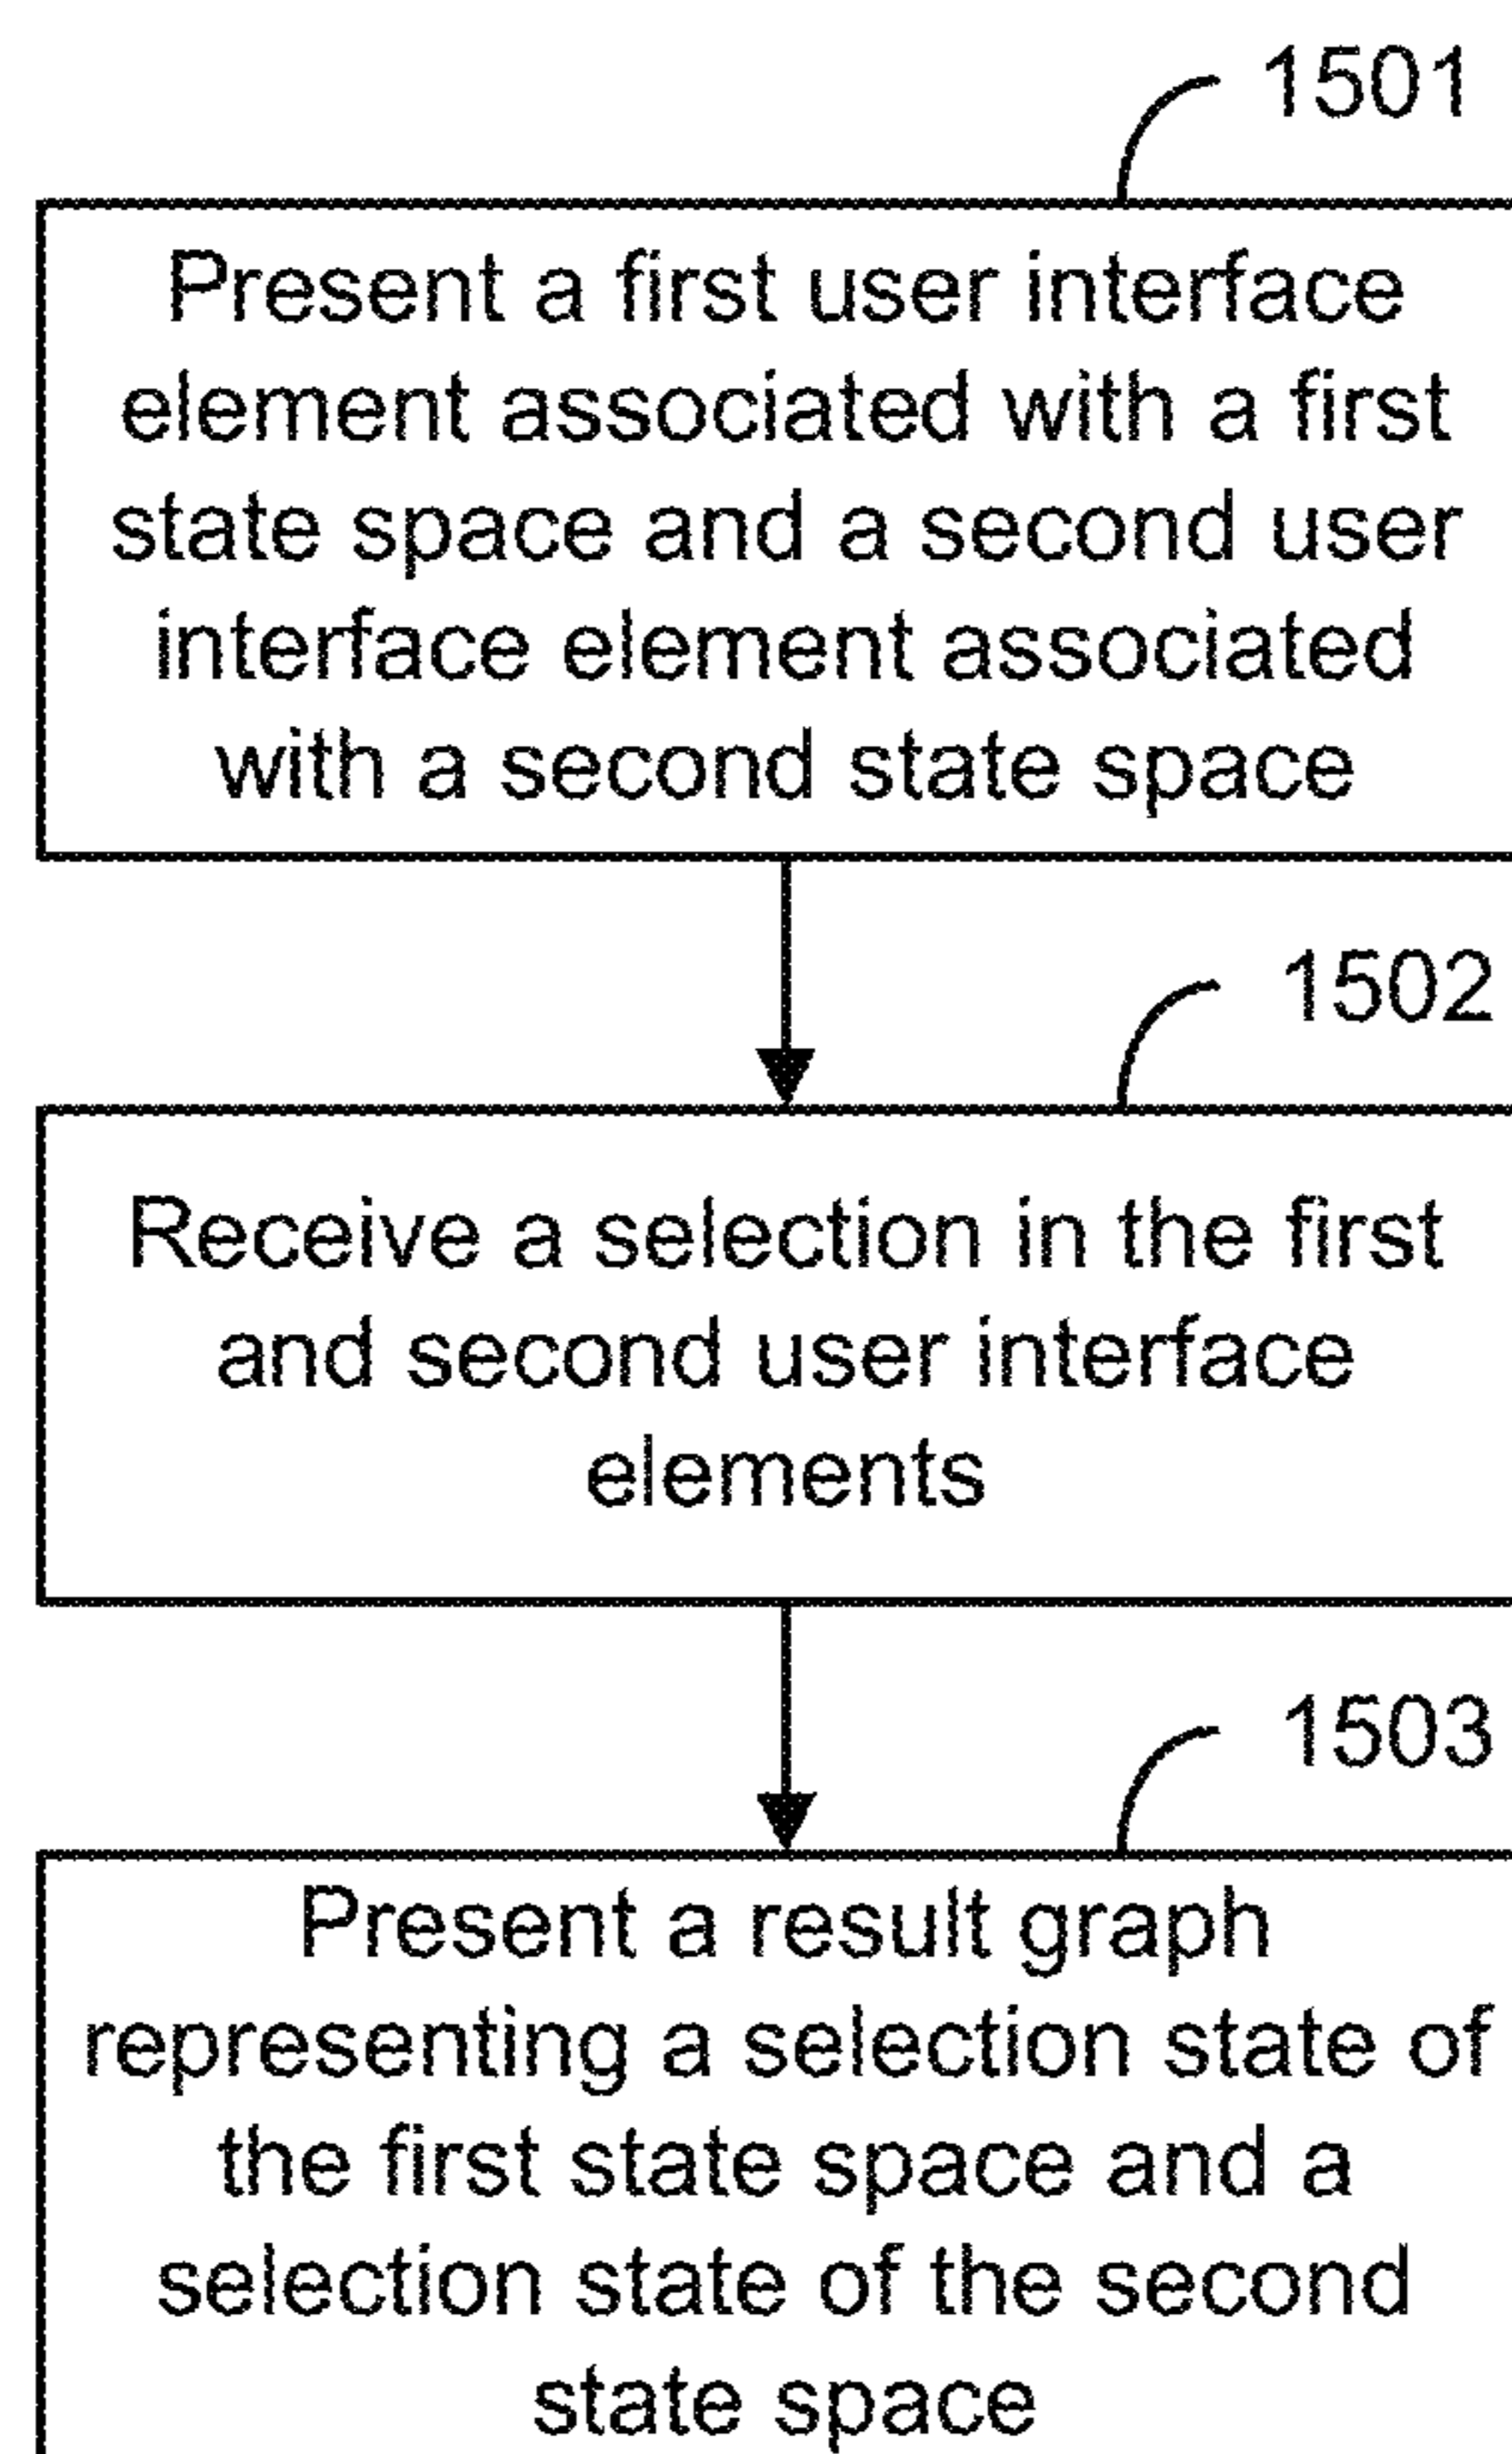 1501
Present a first user interface
element associated with a first
state space and a second user
interface element associated
with a second state space
1502
Receive a selection in the first
and second user interface
elements
1503
Present a result graph
representing a selection state of
the first state space and a
selection state of the second
state space